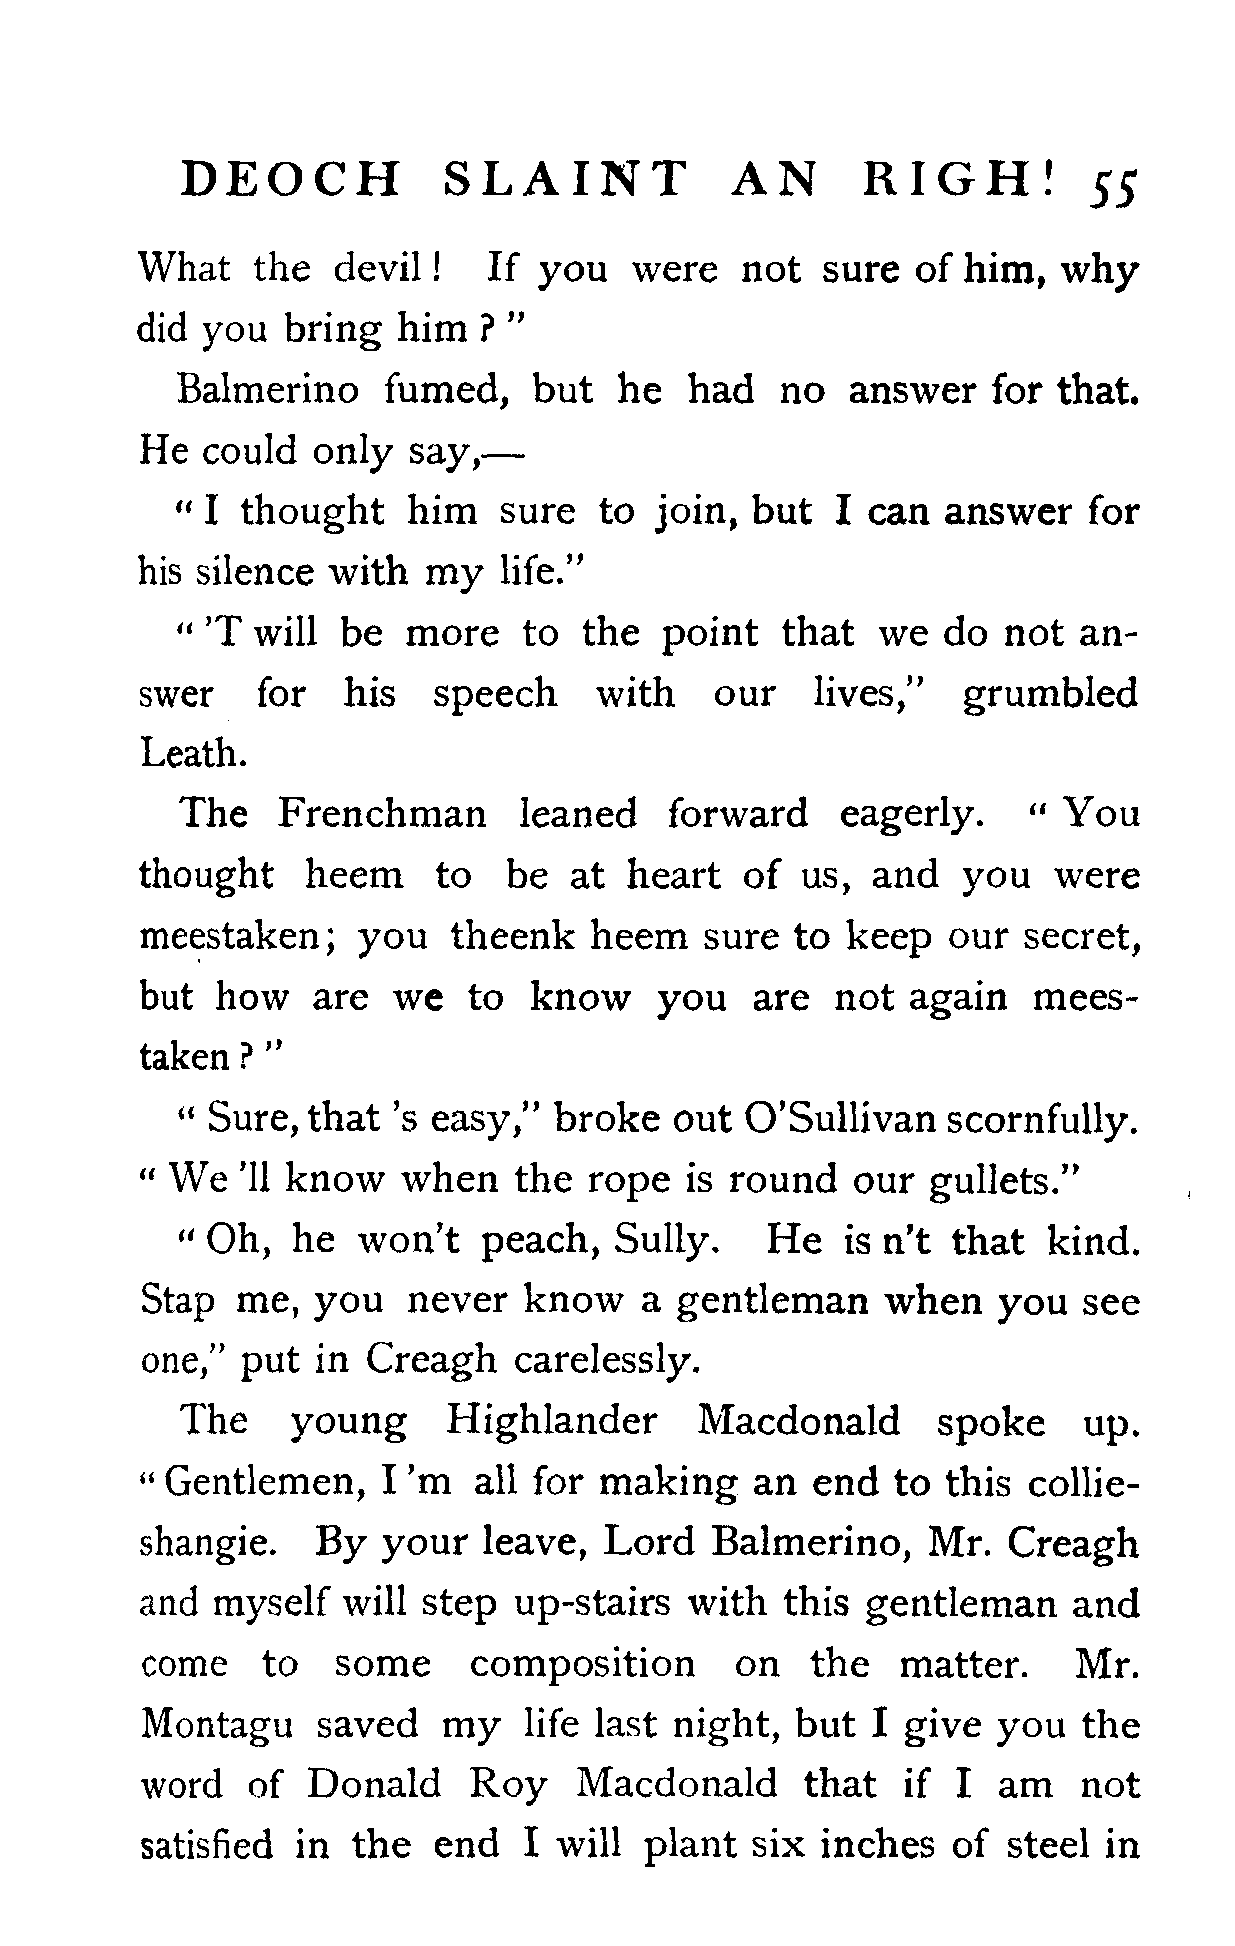 DEOCH SLAINT AN RIGH! 55
What the devil! If you were not sure of him, why
did you bring him?"
Balmerino fumed, but he had no answer for that.
He could only say,—
"I thought him sure to join, but I can answer for
his silence with my life."
"'T will be more to the point that we do not an-
swer for his speech with our lives," grumbled
Leath.
The Frenchman leaned forward eagerly. "You
thought heem to be at heart of us, and you were
meestaken; you theenk heem sure to keep our secret,
but how are we to know you are not again mees-
taken?"
"Sure, that 's easy," broke out O'Sullivan scornfully.
"We 'll know when the rope is round our gullets."
"Oh, he won't peach, Sully. He is n't that kind.
Stap me, you never know a gentleman when you see
one," put in Creagh carelessly.
The young Highlander Macdonald spoke up.
"Gentlemen, I 'm all for making an end to this collie-
shangie. By your leave, Lord Balmerino, Mr. Creagh
and myself will step up-stairs with this gentleman and
come to some composition on the matter. Mr.
Montagu saved my life last night, but I give you the
word of Donald Roy Macdonald that if I am not
satisfied in the end I will plant six inches of steel in